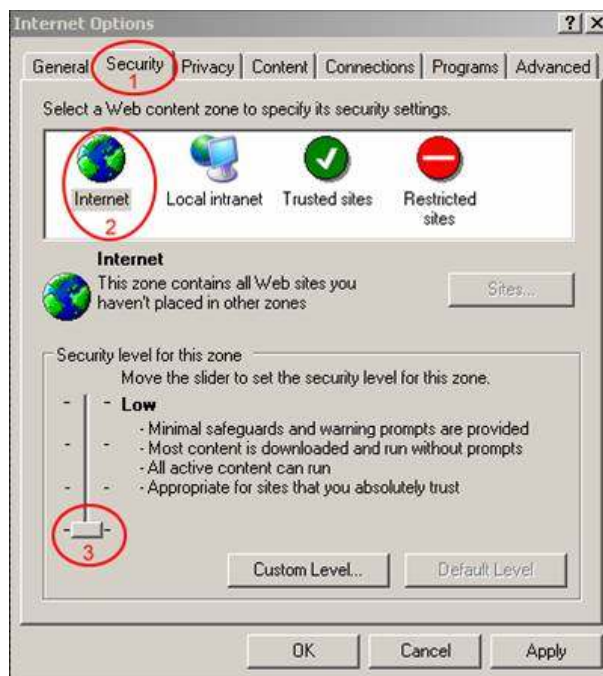 Internet Options
General Security Privacy Content Connections Programs Advanced
1
Select a Web content zone to specify its security settings.
Internet Local intranet Trusted sites Restricted
sites
2
Internet
This zone contains all Web sites you
haven't placed in other zones
Sites...
Security level for this zone
Move the slider to set the security level for this zone.
Low
- Minimal safeguards and warning prompts are provided
- Most content is downloaded and run without prompts
- All active content can run
- Appropriate for sites that you absolutely trust
3
Custom Level... Default Level
OK Cancel Apply